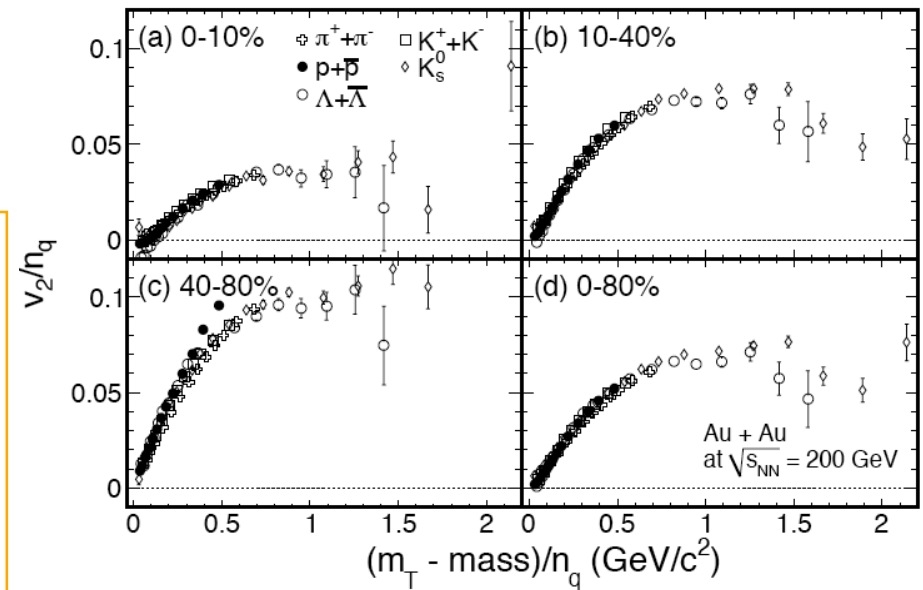 (a) 0-10%
π⁺+π⁻
K⁺+K⁻
p+p̅
K⁰ₛ
Λ+Λ̅
(b) 10-40%
0.1
0.05
0
(c) 40-80%
(d) 0-80%
0.1
0.05
0
Au + Au
at √s_NN = 200 GeV
v₂/n_q
0 0.5 1 1.5 2 0 0.5 1 1.5 2
(m_T - mass)/n_q (GeV/c²)